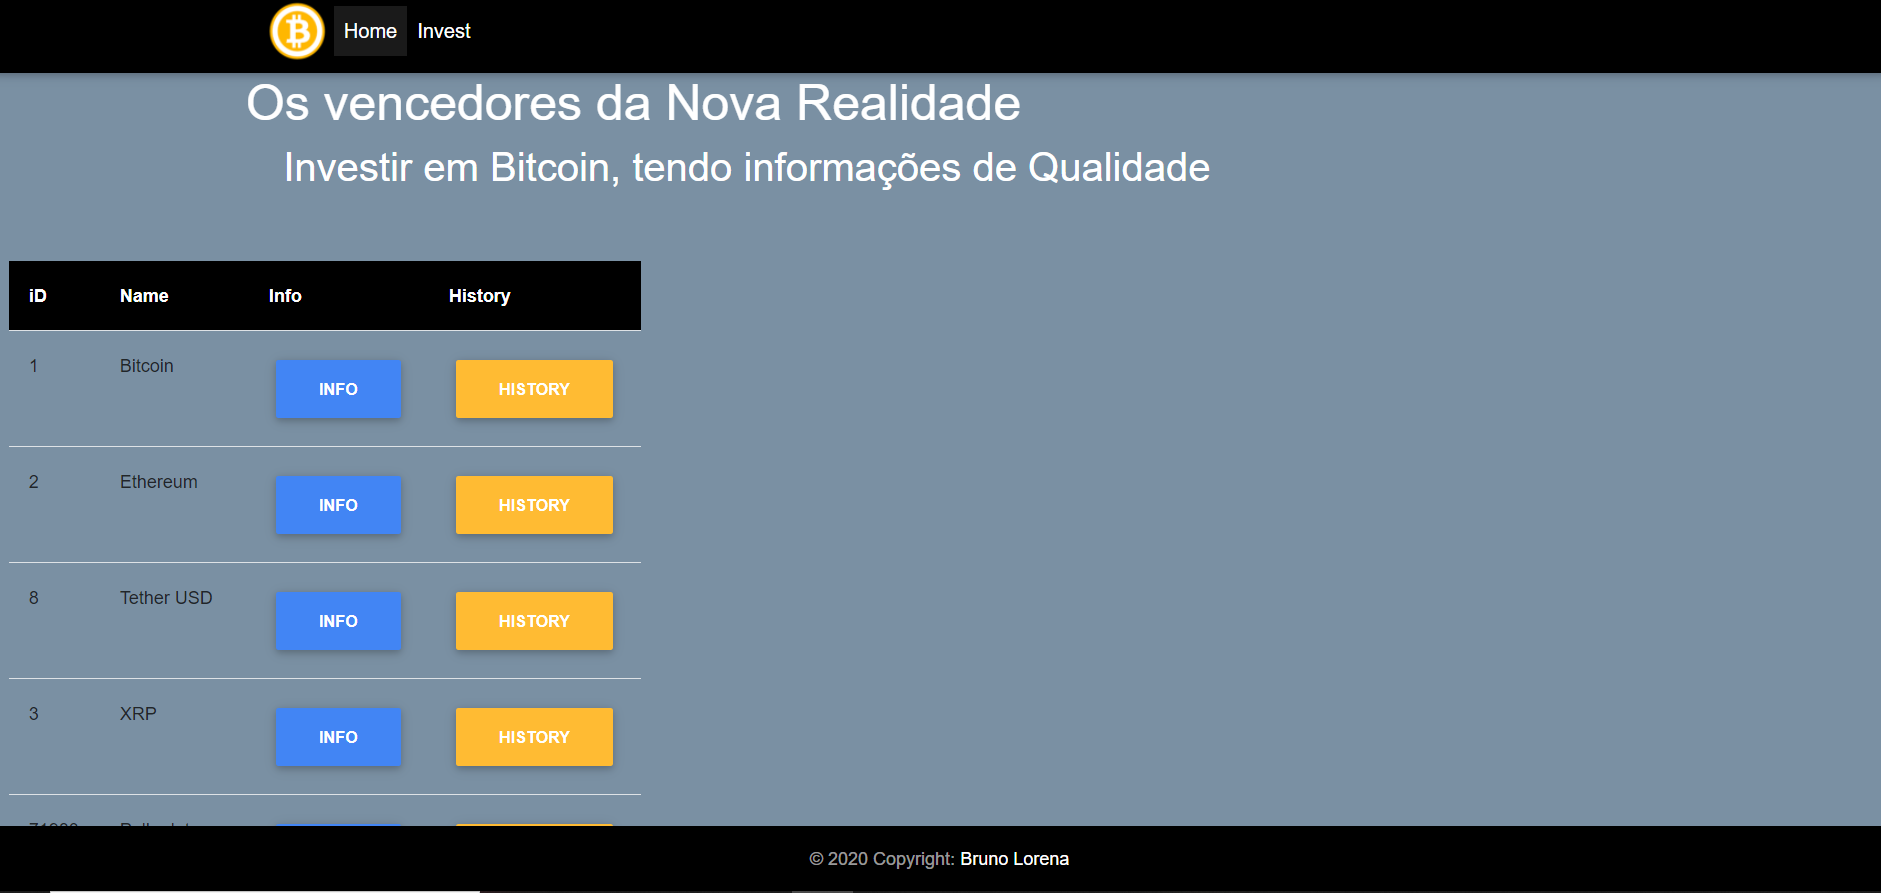 Home Invest
Os vencedores da Nova Realidade
Investir em Bitcoin, tendo informações de Qualidade
iD Name Info History
1 Bitcoin INFO HISTORY
2 Ethereum INFO HISTORY
8 Tether USD INFO HISTORY
3 XRP INFO HISTORY
© 2020 Copyright: Bruno Lorena